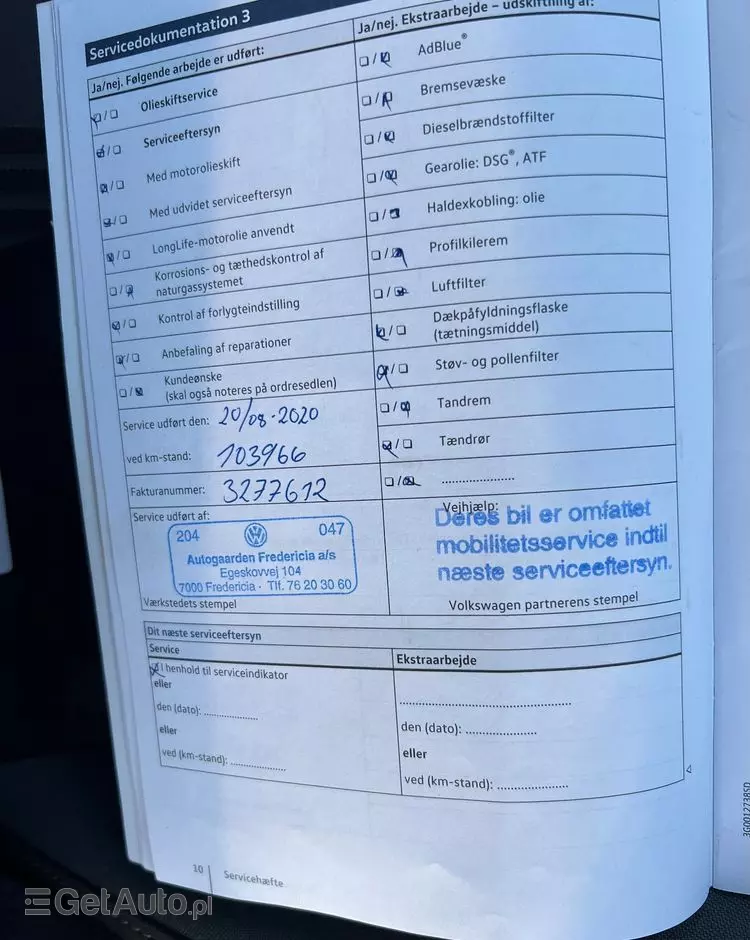 Servicedokumentation 3
Ja/nej. Følgende arbejde er udført:
Olieskiftservice
Serviceeftersyn
Med motorolieskift
Med udvidet serviceeftersyn
LongLife-motorolie anvendt
Korrosions- og tæthedskontrol af
naturgassystemet
Kontrol af forlygteindstilling
Anbefaling af reparationer
Kundeønske
(skal også noteres på ordresedlen)
Service udført den: 20/08-2020
ved km-stand: 103966
Fakturanummer: 3277612
Service udført af:
204 047
Autogaarden Fredericia a/s
Egeskovvej 104
7000 Fredericia · Tlf. 76 20 30 60
Værkstedets stempel
Ja/nej. Ekstraarbejde – udskiftning af:
AdBlue®
Bremsevæske
Dieselbrændstoffilter
Gearolie: DSG®, ATF
Haldexkobling: olie
Profilkilerem
Luftfilter
Dækpåfyldningsflaske
(tætningsmiddel)
Støv- og pollenfilter
Tandrem
Tændrør
Vejhjælp:
Deres bil er omfattet
mobilitetsservice indtil
næste serviceeftersyn.
Volkswagen partnerens stempel
Dit næste serviceeftersyn
Service
I henhold til serviceindikator
eller
den (dato):
eller
ved (km-stand):
Ekstraarbejde
den (dato):
eller
ved (km-stand):
10 Servicehæfte
3G0012738SD
GetAuto.pl